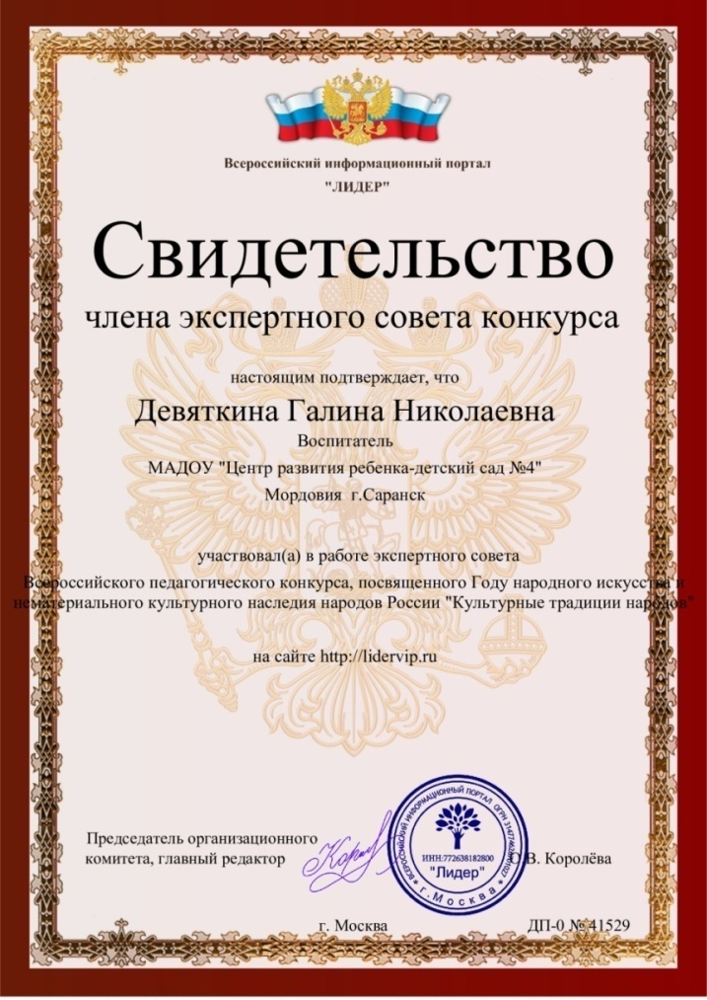 Всероссийский информационный портал
"ЛИДЕР"
Свидетельство
члена экспертного совета конкурса
настоящим подтверждает, что
Девяткина Галина Николаевна
Воспитатель
МАДОУ "Центр развития ребенка-детский сад №4"
Мордовия г.Саранск
участвовал(а) в работе экспертного совета
Всероссийского педагогического конкурса, посвященного Году народного искусства и
нематериального культурного наследия народов России "Культурные традиции народов"
на сайте http://lidervip.ru
Председатель организационного
комитета, главный редактор
ВСЕРОССИЙСКИЙ ИНФОРМАЦИОННЫЙ ПОРТАЛ ОГРН
ИНН:772638182800
"Лидер"
г. Москва
О.В. Королёва
г. Москва
ДП-0 № 41529